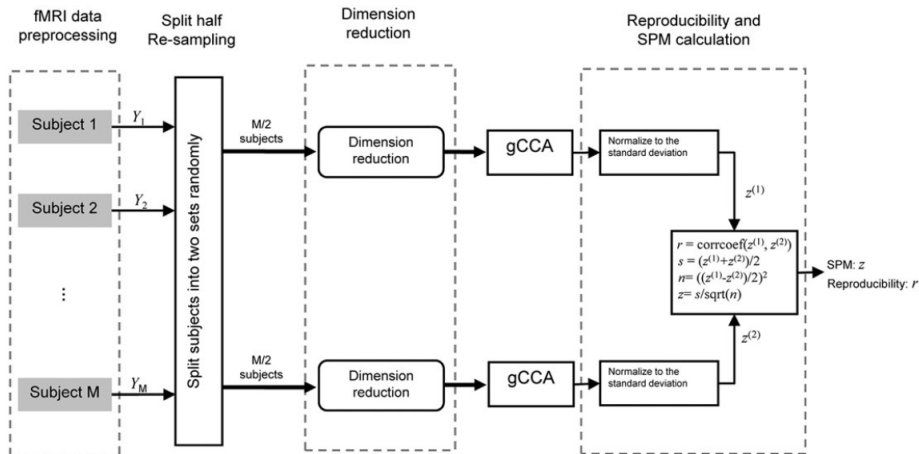 fMRI data
preprocessing
Split half
Re-sampling
Dimension
reduction
Reproducibility and
SPM calculation
Subject 1
Y₁
Subject 2
Y₂
⋮
Subject M
Y_M
Split subjects into two sets randomly
M/2
subjects
Dimension
reduction
gCCA
Normalize to the
standard deviation
z⁽¹⁾
r = corrcoef(z⁽¹⁾, z⁽²⁾)
s = (z⁽¹⁾+z⁽²⁾)/2
n= ((z⁽¹⁾-z⁽²⁾)/2)²
z= s/sqrt(n)
SPM: z
Reproducibility: r
z⁽²⁾
M/2
subjects
Dimension
reduction
gCCA
Normalize to the
standard deviation